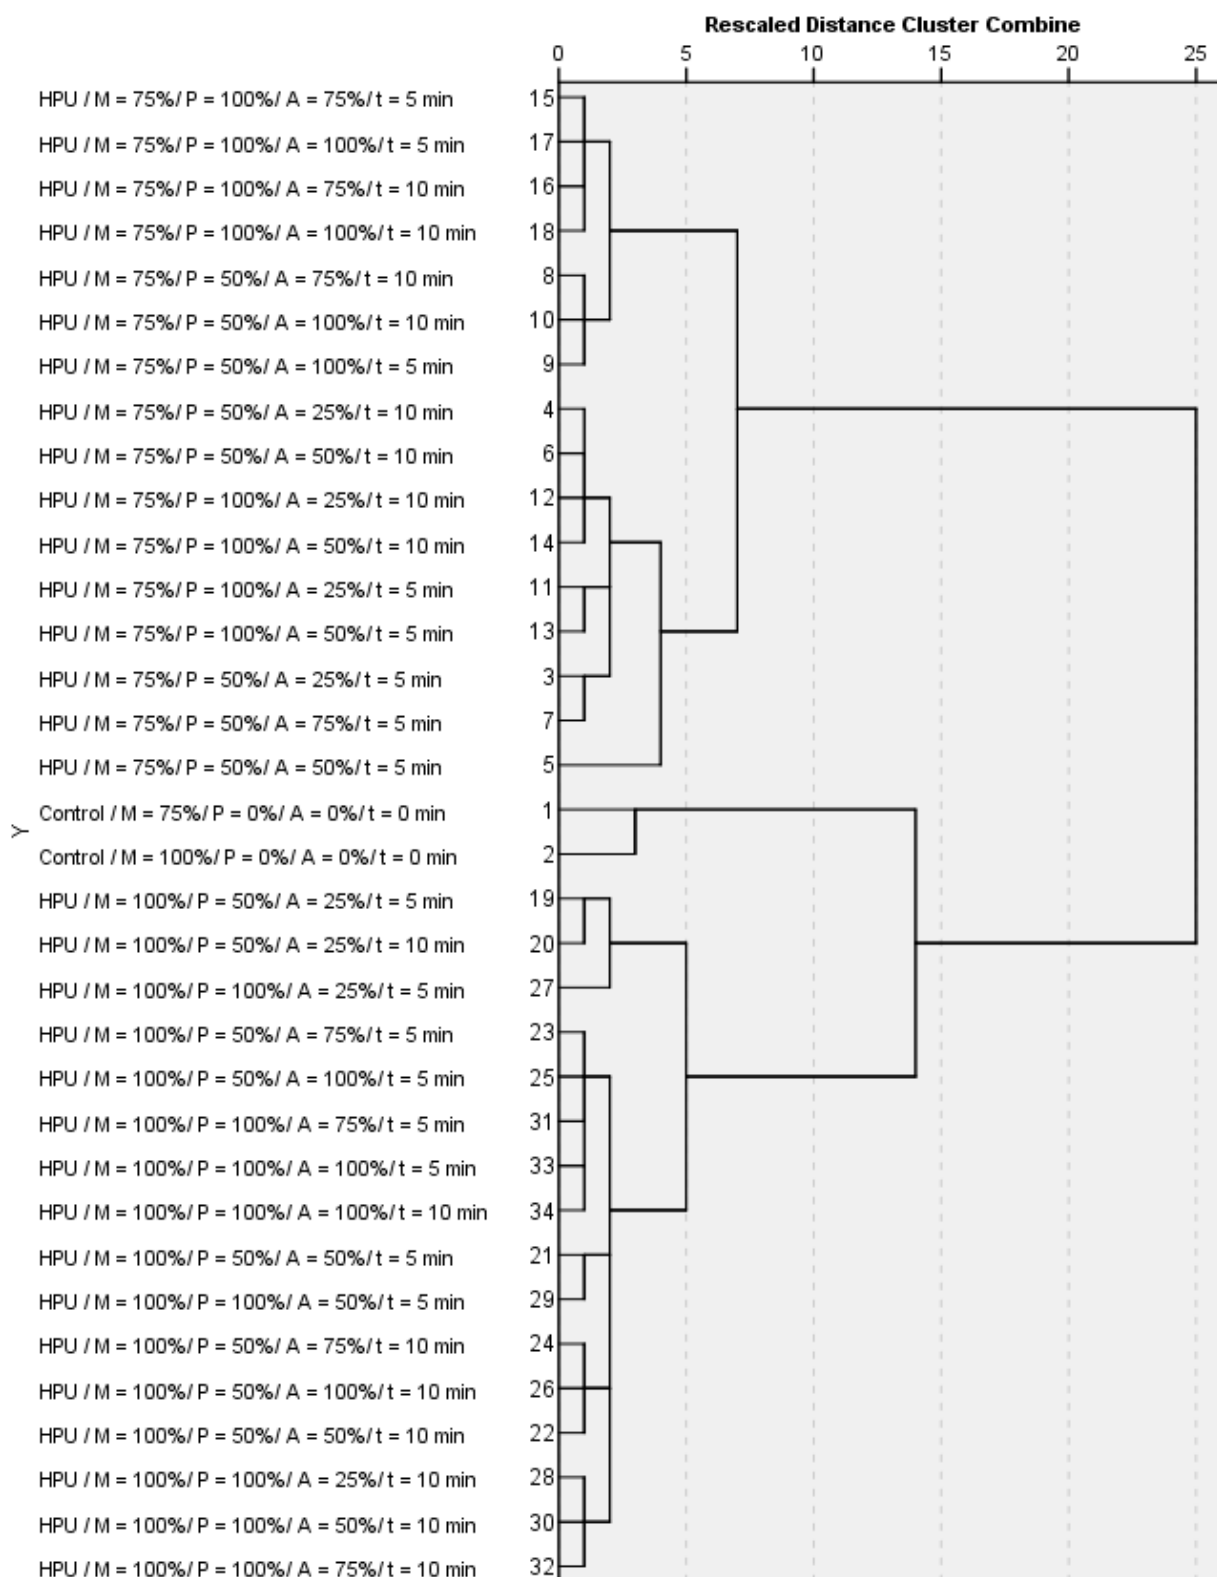 Rescaled Distance Cluster Combine
0 5 10 15 20 25
HPU / M = 75%/ P = 100%/ A = 75%/t = 5 min 15
HPU / M = 75%/ P = 100%/ A = 100%/t = 5 min 17
HPU / M = 75%/ P = 100%/ A = 75%/t = 10 min 16
HPU / M = 75%/ P = 100%/ A = 100%/t = 10 min 18
HPU / M = 75%/ P = 50%/ A = 75%/t = 10 min 8
HPU / M = 75%/ P = 50%/ A = 100%/t = 10 min 10
HPU / M = 75%/ P = 50%/ A = 100%/t = 5 min 9
HPU / M = 75%/ P = 50%/ A = 25%/t = 10 min 4
HPU / M = 75%/ P = 50%/ A = 50%/t = 10 min 6
HPU / M = 75%/ P = 100%/ A = 25%/t = 10 min 12
HPU / M = 75%/ P = 100%/ A = 50%/t = 10 min 14
HPU / M = 75%/ P = 100%/ A = 25%/t = 5 min 11
HPU / M = 75%/ P = 100%/ A = 50%/t = 5 min 13
HPU / M = 75%/ P = 50%/ A = 25%/t = 5 min 3
HPU / M = 75%/ P = 50%/ A = 75%/t = 5 min 7
HPU / M = 75%/ P = 50%/ A = 50%/t = 5 min 5
Control / M = 75%/ P = 0%/ A = 0%/t = 0 min 1
Y
Control / M = 100%/ P = 0%/ A = 0%/t = 0 min 2
HPU / M = 100%/ P = 50%/ A = 25%/t = 5 min 19
HPU / M = 100%/ P = 50%/ A = 25%/t = 10 min 20
HPU / M = 100%/ P = 100%/ A = 25%/t = 5 min 27
HPU / M = 100%/ P = 50%/ A = 75%/t = 5 min 23
HPU / M = 100%/ P = 50%/ A = 100%/t = 5 min 25
HPU / M = 100%/ P = 100%/ A = 75%/t = 5 min 31
HPU / M = 100%/ P = 100%/ A = 100%/t = 5 min 33
HPU / M = 100%/ P = 100%/ A = 100%/t = 10 min 34
HPU / M = 100%/ P = 50%/ A = 50%/t = 5 min 21
HPU / M = 100%/ P = 100%/ A = 50%/t = 5 min 29
HPU / M = 100%/ P = 50%/ A = 75%/t = 10 min 24
HPU / M = 100%/ P = 50%/ A = 100%/t = 10 min 26
HPU / M = 100%/ P = 50%/ A = 50%/t = 10 min 22
HPU / M = 100%/ P = 100%/ A = 25%/t = 10 min 28
HPU / M = 100%/ P = 100%/ A = 50%/t = 10 min 30
HPU / M = 100%/ P = 100%/ A = 75%/t = 10 min 32